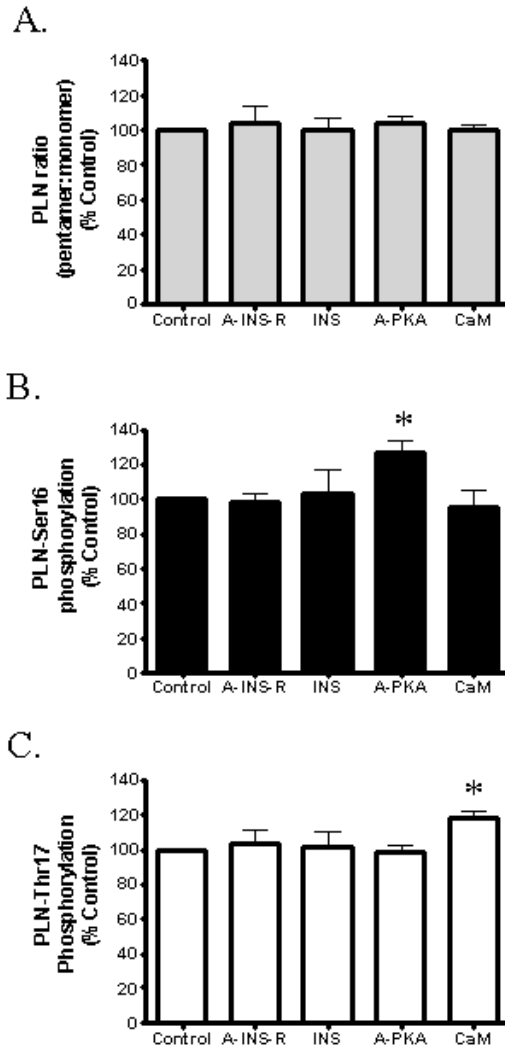 A.
PLN ratio
(pentamer:monomer)
(% Control)
140
120
100
80
60
40
20
0
Control A-INS-R INS A-PKA CaM
B.
PLN-Ser16
phosphorylation
(% Control)
140
120
100
80
60
40
20
0
*
Control A-INS-R INS A-PKA CaM
C.
PLN-Thr17
Phosphorylation
(% Control)
140
120
100
80
60
40
20
0
*
Control A-INS-R INS A-PKA CaM